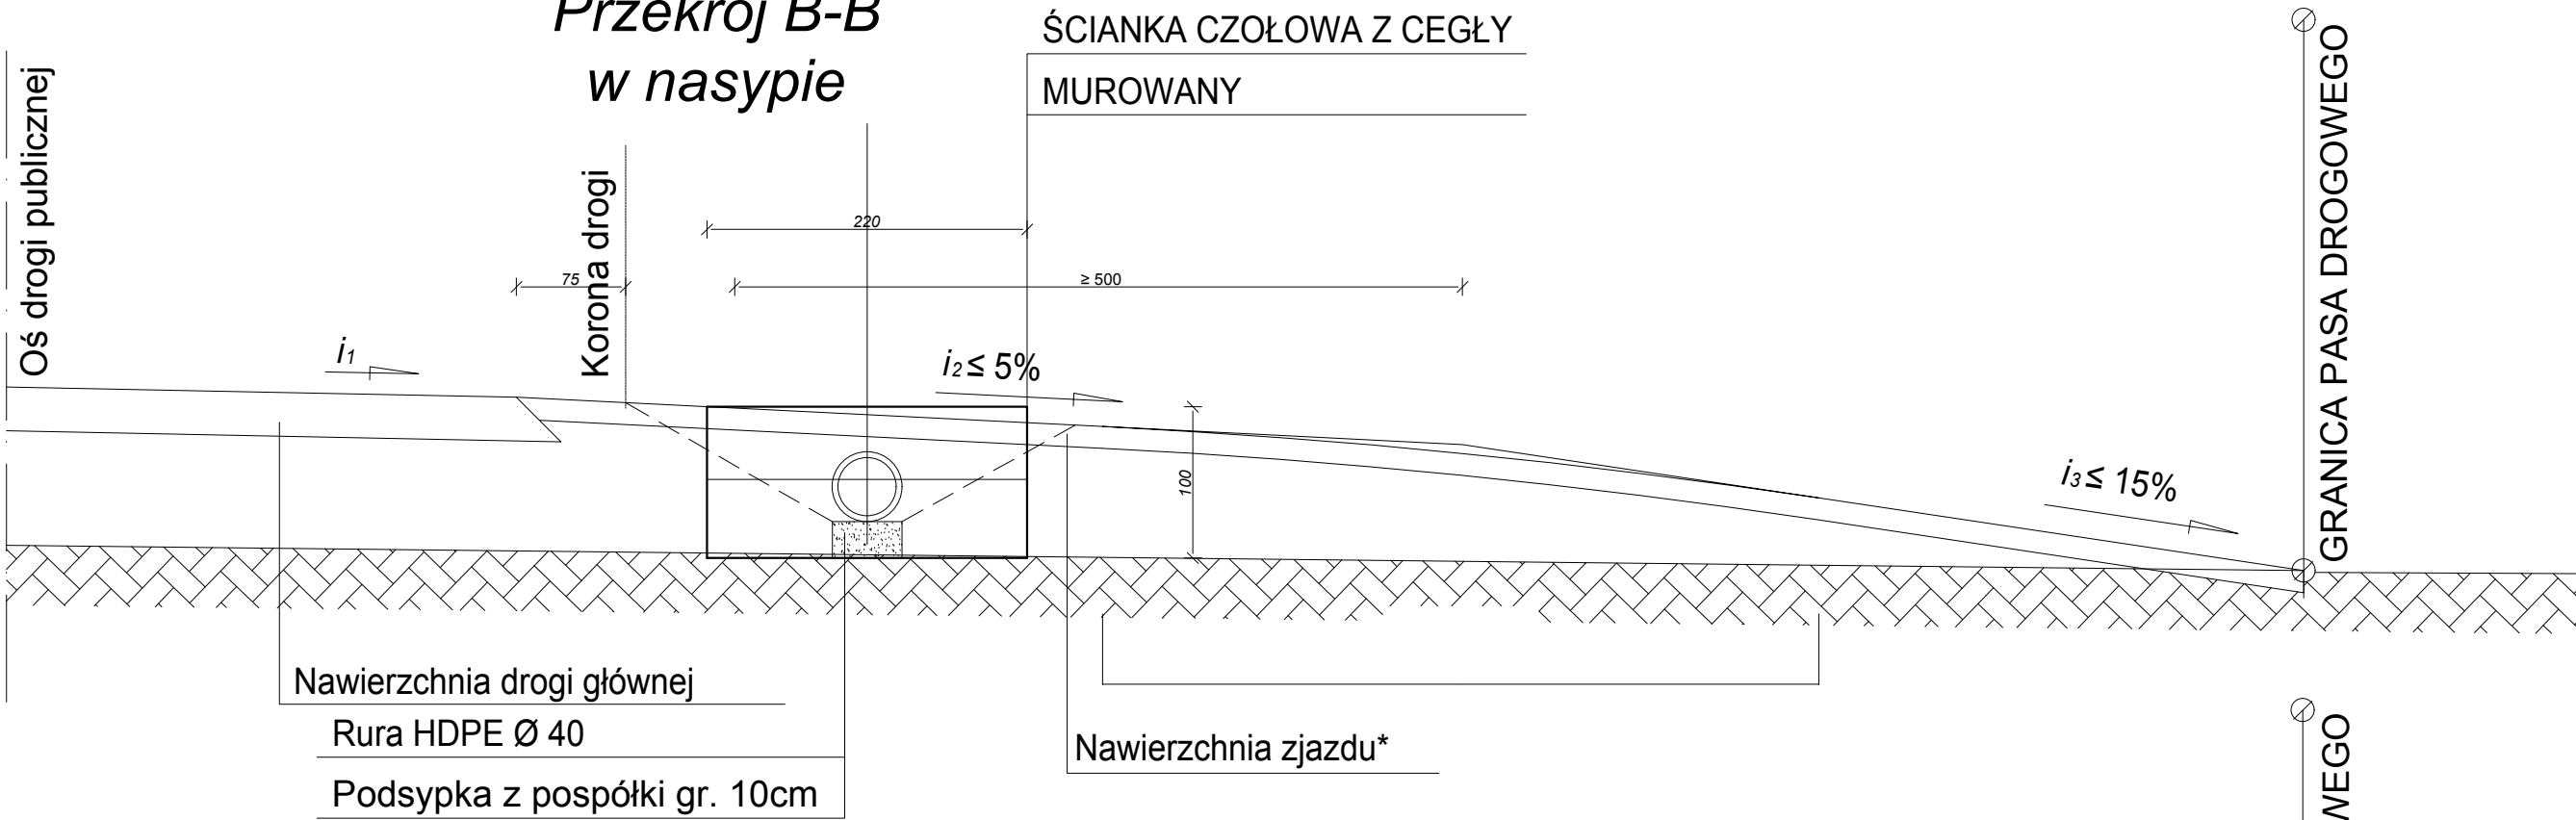 Przekrój B-B
w nasypie
ŚCIANKA CZOŁOWA Z CEGŁY
MUROWANY
Oś drogi publicznej
Korona drogi
GRANICA PASA DROGOWEGO
220
75
≥ 500
i1
i2 ≤ 5%
100
i3 ≤ 15%
Nawierzchnia drogi głównej
Rura HDPE Ø 40
Podsypka z pospółki gr. 10cm
Nawierzchnia zjazdu*
WEGO